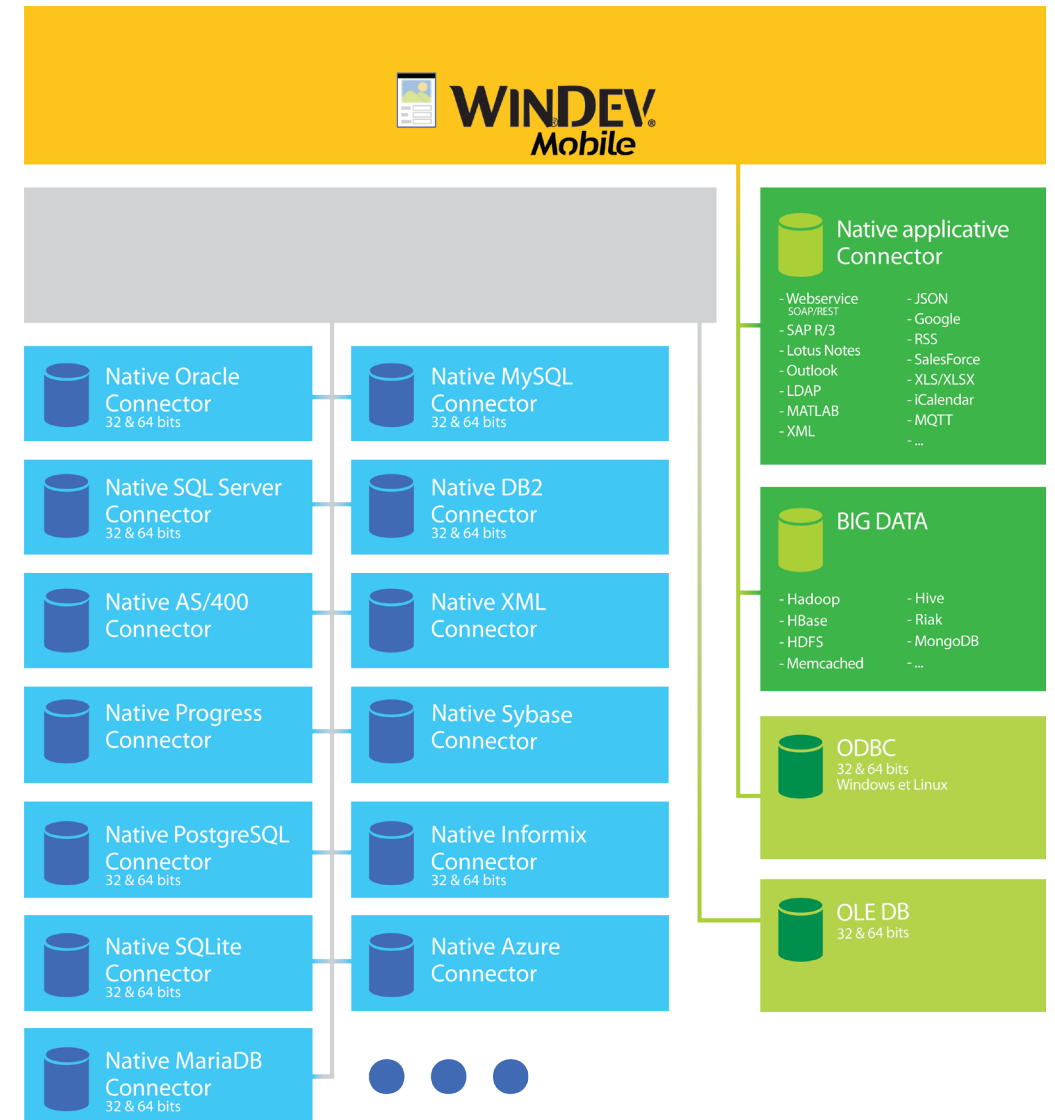 WINDEV®
Mobile
Native applicative
Connector
- Webservice
SOAP/REST
- SAP R/3
- Lotus Notes
- Outlook
- LDAP
- MATLAB
- XML
- JSON
- Google
- RSS
- SalesForce
- XLS/XLSX
- iCalendar
- MQTT
- ...
Native Oracle
Connector
32 & 64 bits
Native MySQL
Connector
32 & 64 bits
Native SQL Server
Connector
32 & 64 bits
Native DB2
Connector
32 & 64 bits
BIG DATA
- Hadoop
- HBase
- HDFS
- Memcached
- Hive
- Riak
- MongoDB
- ...
Native AS/400
Connector
Native XML
Connector
Native Progress
Connector
Native Sybase
Connector
ODBC
32 & 64 bits
Windows et Linux
Native PostgreSQL
Connector
32 & 64 bits
Native Informix
Connector
32 & 64 bits
OLE DB
32 & 64 bits
Native SQLite
Connector
32 & 64 bits
Native Azure
Connector
Native MariaDB
Connector
32 & 64 bits